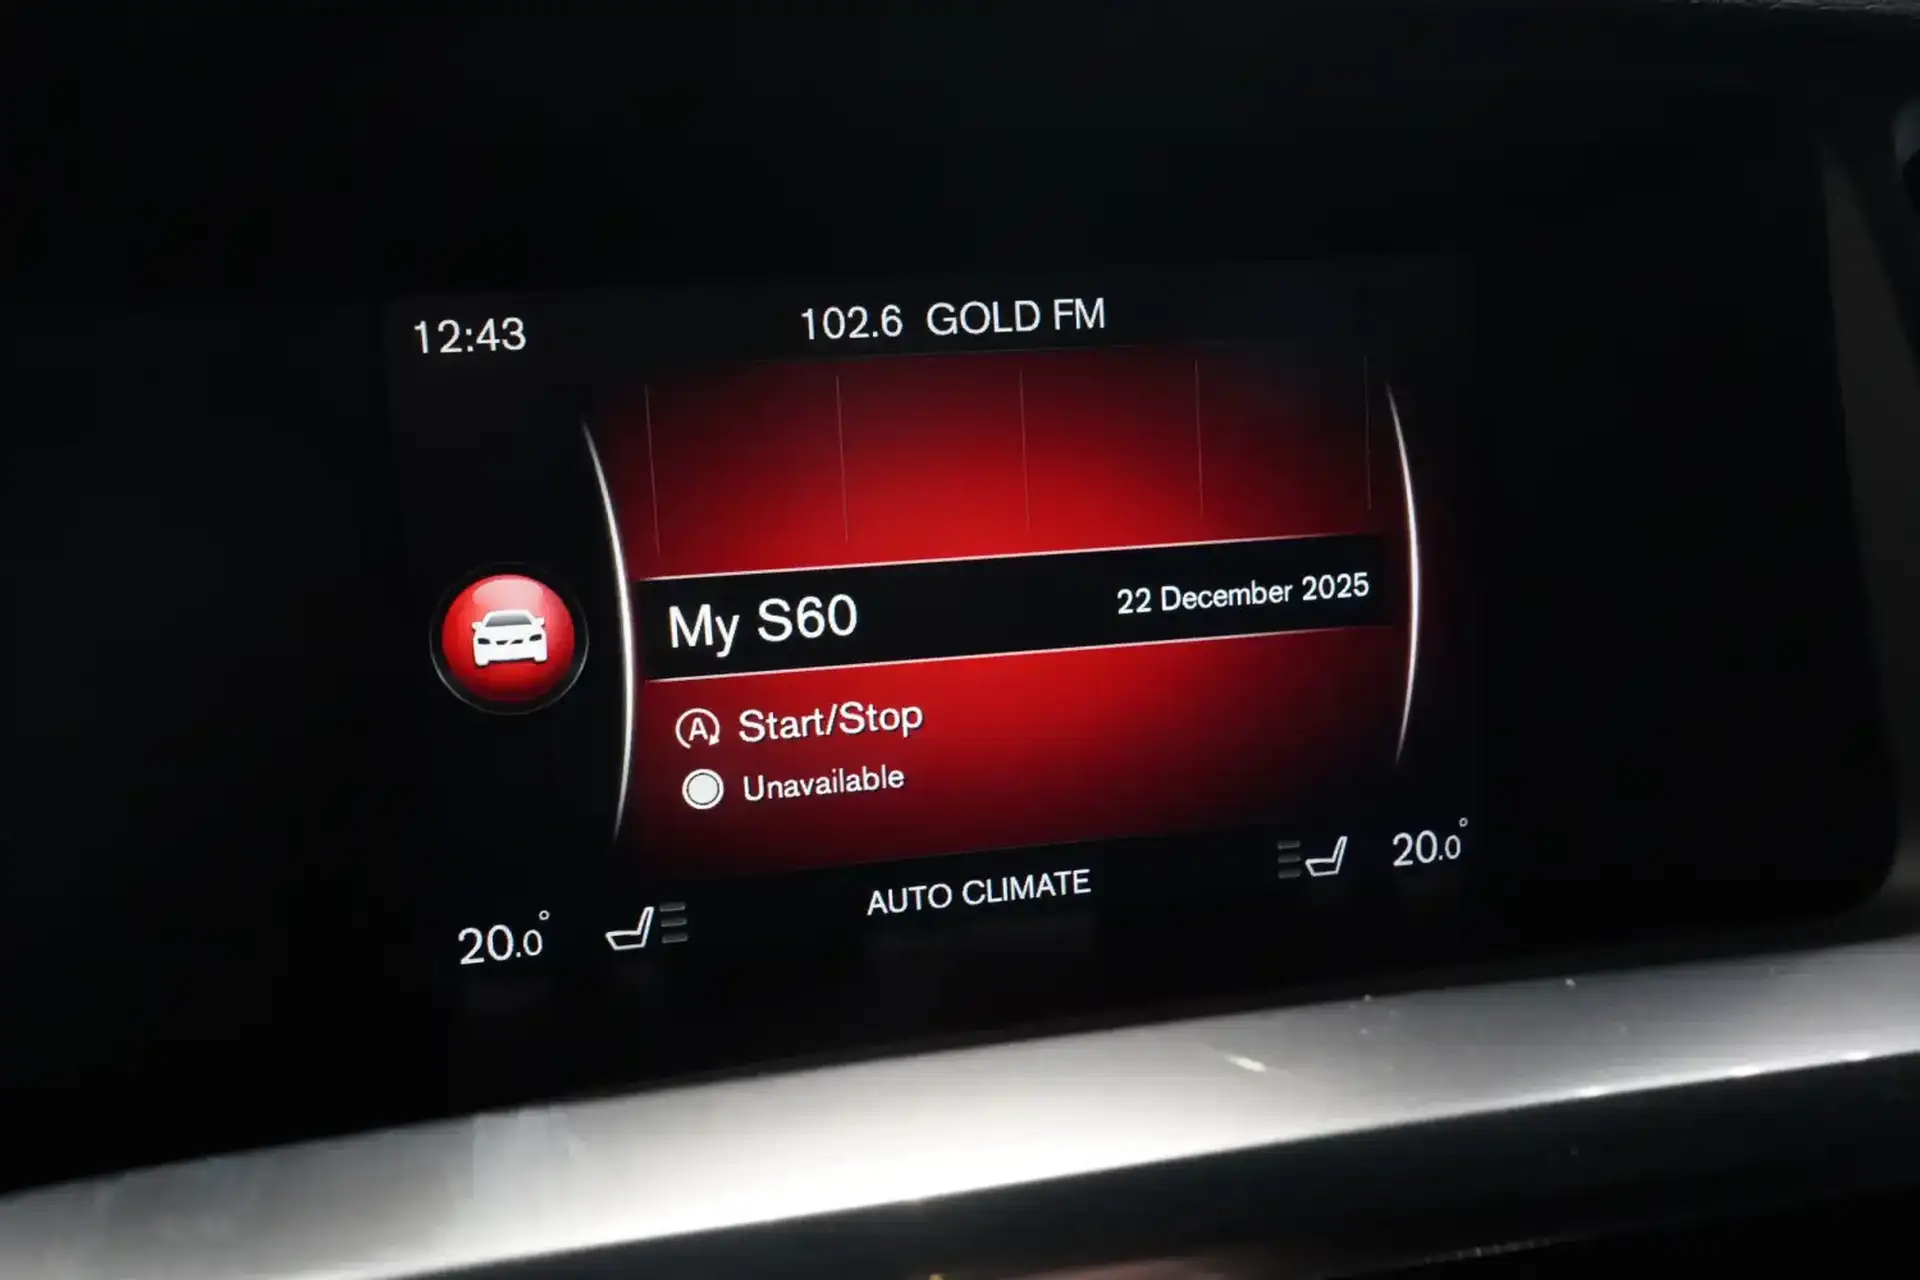 12:43
102.6 GOLD FM
My S60
22 December 2025
A Start/Stop
Unavailable
20.0°
AUTO CLIMATE
20.0°